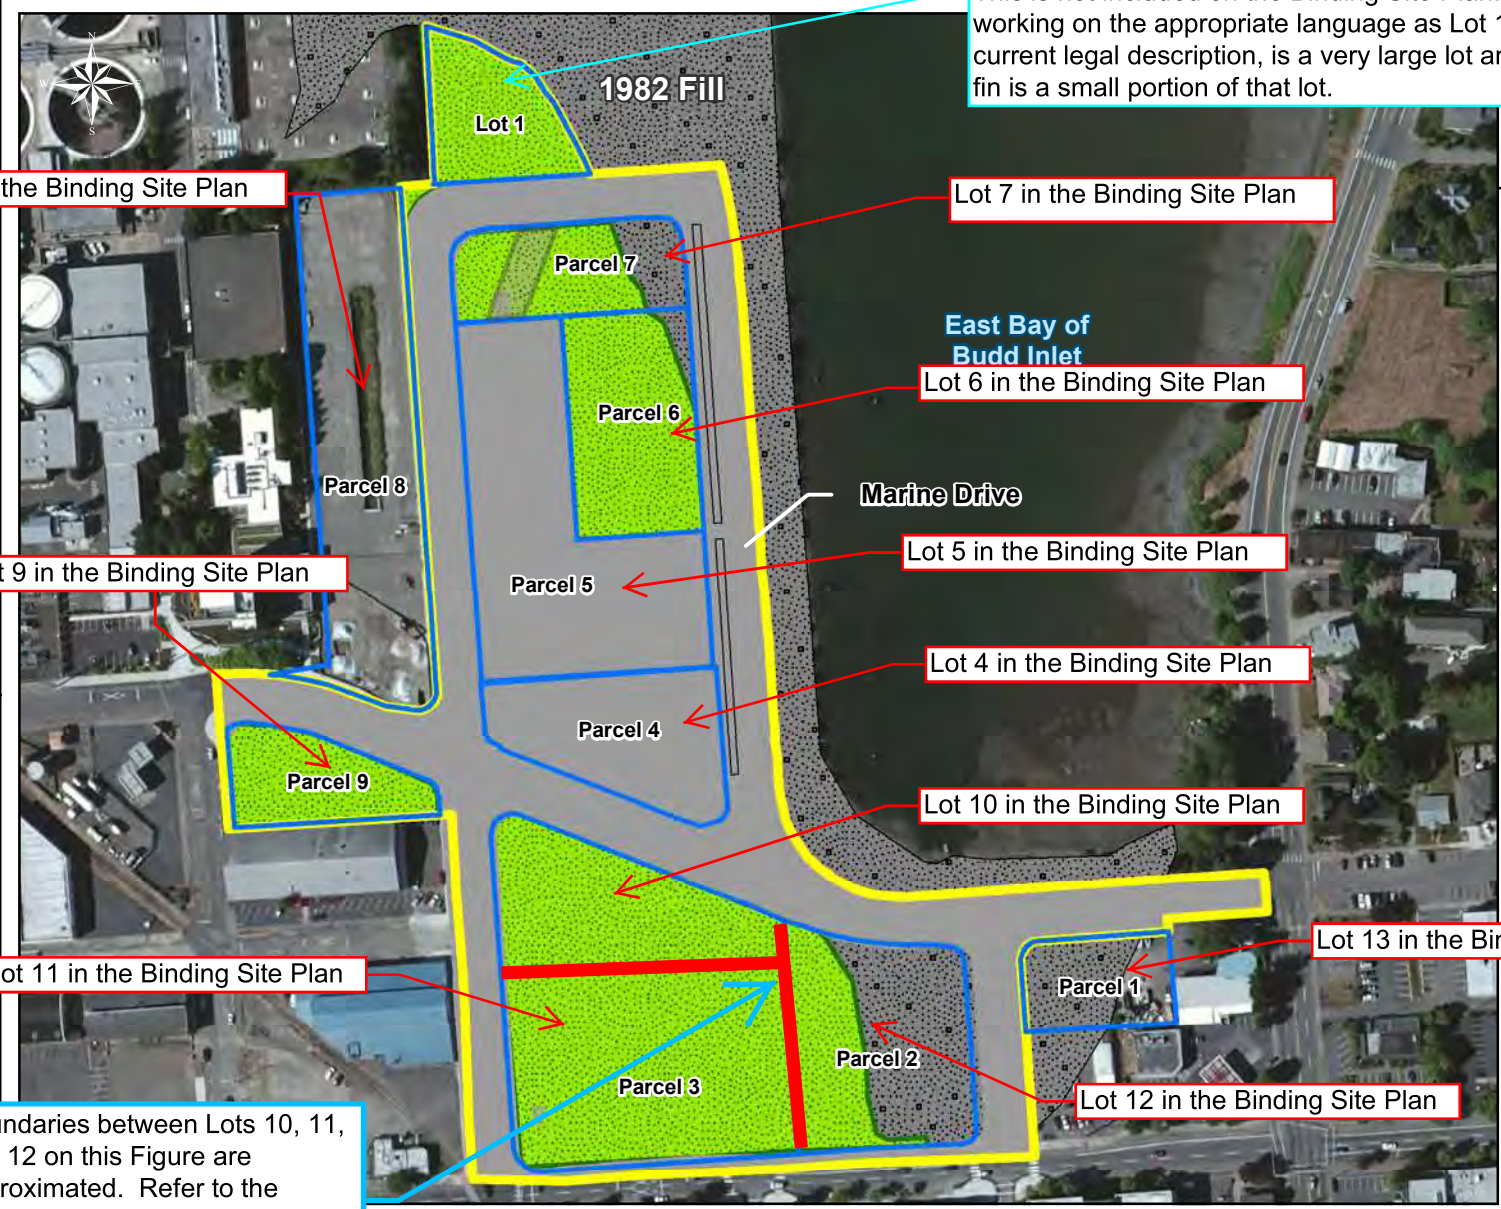 working on the appropriate language as Lot 1
current legal description, is a very large lot
fin is a small portion of that lot.
N
W
E
S
1982 Fill
Lot 1
the Binding Site Plan
Lot 7 in the Binding Site Plan
Parcel 7
East Bay of
Budd Inlet
Lot 6 in the Binding Site Plan
Parcel 6
Parcel 8
Marine Drive
Lot 5 in the Binding Site Plan
9 in the Binding Site Plan
Parcel 5
Lot 4 in the Binding Site Plan
Parcel 4
Parcel 9
Lot 10 in the Binding Site Plan
Lot 13 in the
ot 11 in the Binding Site Plan
Parcel 1
Parcel 2
Parcel 3
Lot 12 in the Binding Site Plan
undaries between Lots 10, 11,
12 on this Figure are
roximated. Refer to the